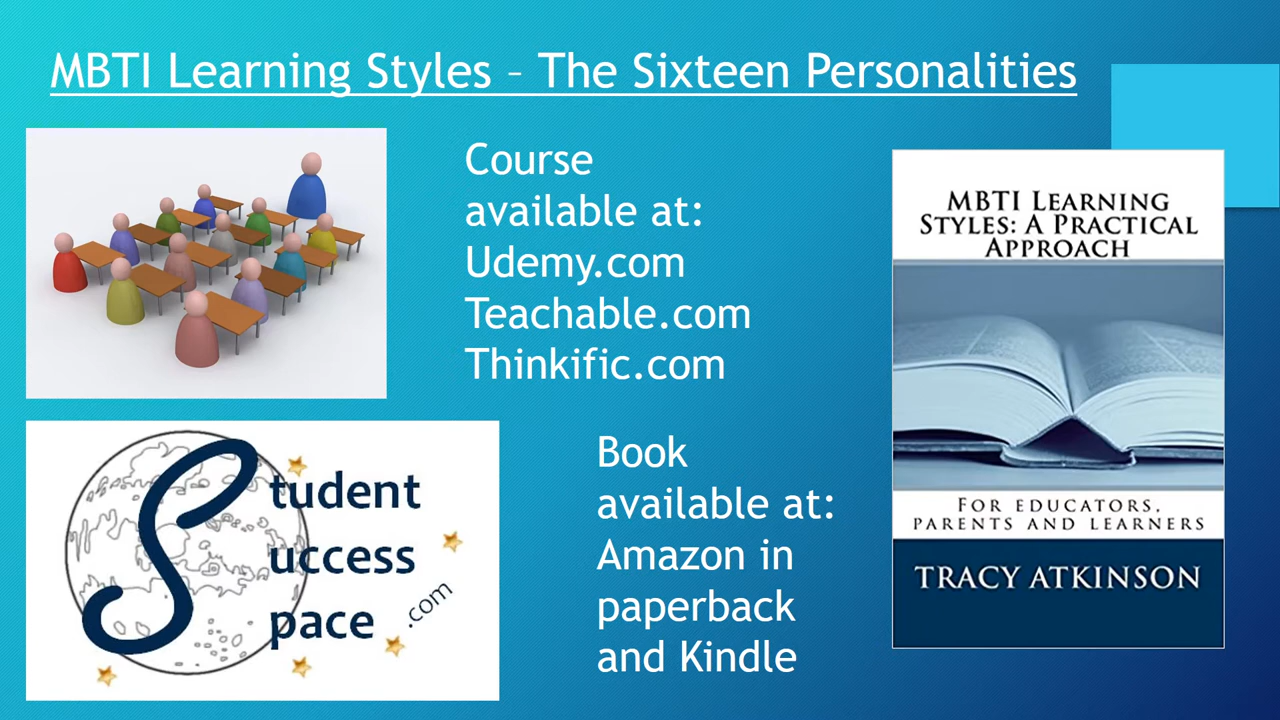 MBTI Learning Styles – The Sixteen Personalities
Course
available at:
Udemy.com
Teachable.com
Thinkific.com
Student
Success
Space
.com
Book
available at:
Amazon in
paperback
and Kindle
MBTI Learning
Styles: A Practical
Approach
For educators,
parents and learners
Tracy Atkinson